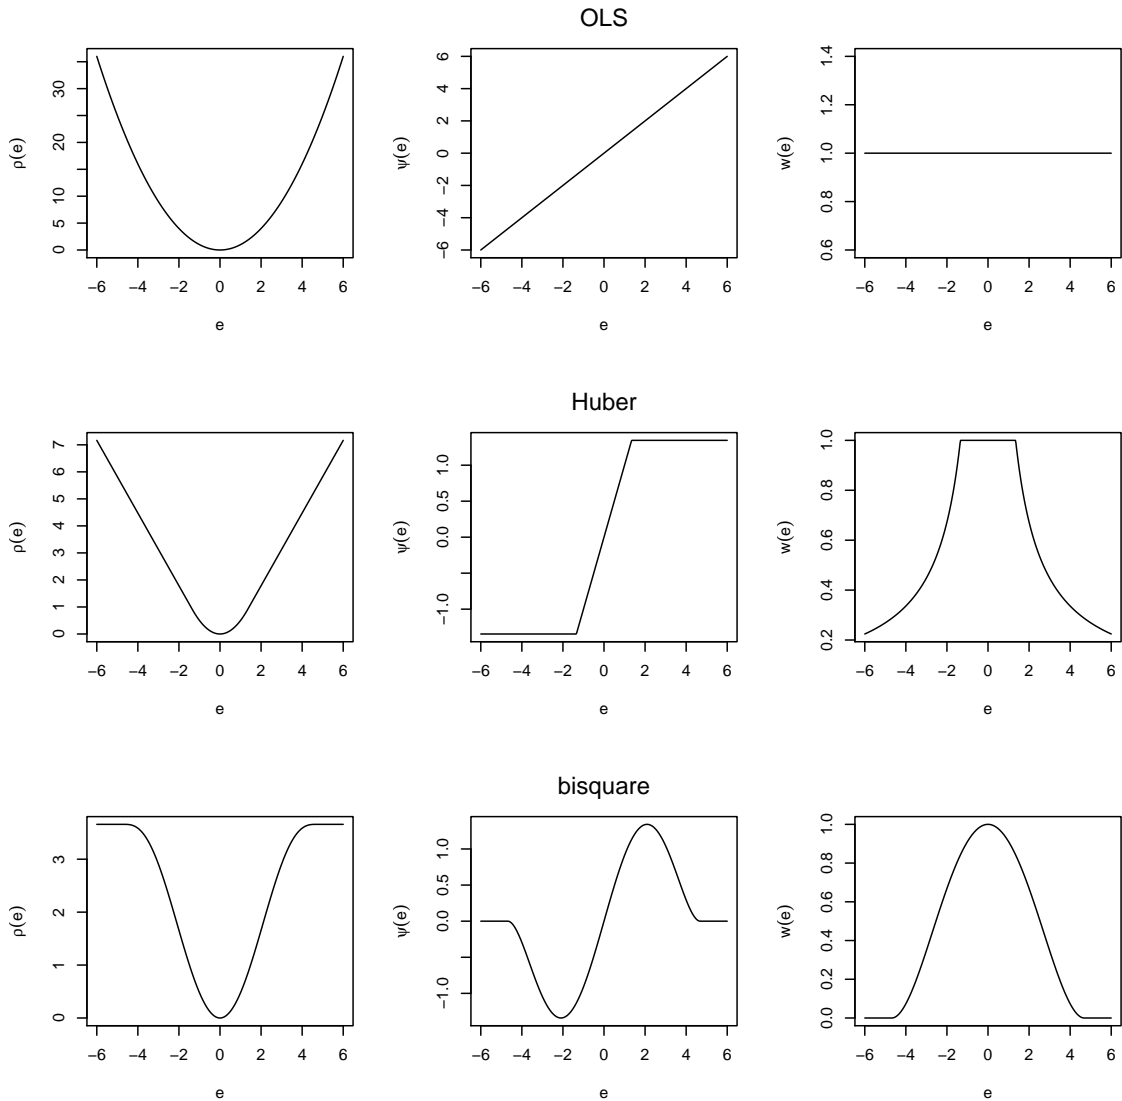 OLS
ρ(e)
0 5 10 20 30
−6 −4 −2 0 2 4 6
e
ψ(e)
−6 −4 −2 0 2 4 6
−6 −4 −2 0 2 4 6
e
w(e)
0.6 0.8 1.0 1.2 1.4
−6 −4 −2 0 2 4 6
e
Huber
ρ(e)
0 1 2 3 4 5 6 7
−6 −4 −2 0 2 4 6
e
ψ(e)
−1.0 0.0 0.5 1.0
−6 −4 −2 0 2 4 6
e
w(e)
0.2 0.4 0.6 0.8 1.0
−6 −4 −2 0 2 4 6
e
bisquare
ρ(e)
0 1 2 3
−6 −4 −2 0 2 4 6
e
ψ(e)
−1.0 0.0 0.5 1.0
−6 −4 −2 0 2 4 6
e
w(e)
0.0 0.2 0.4 0.6 0.8 1.0
−6 −4 −2 0 2 4 6
e